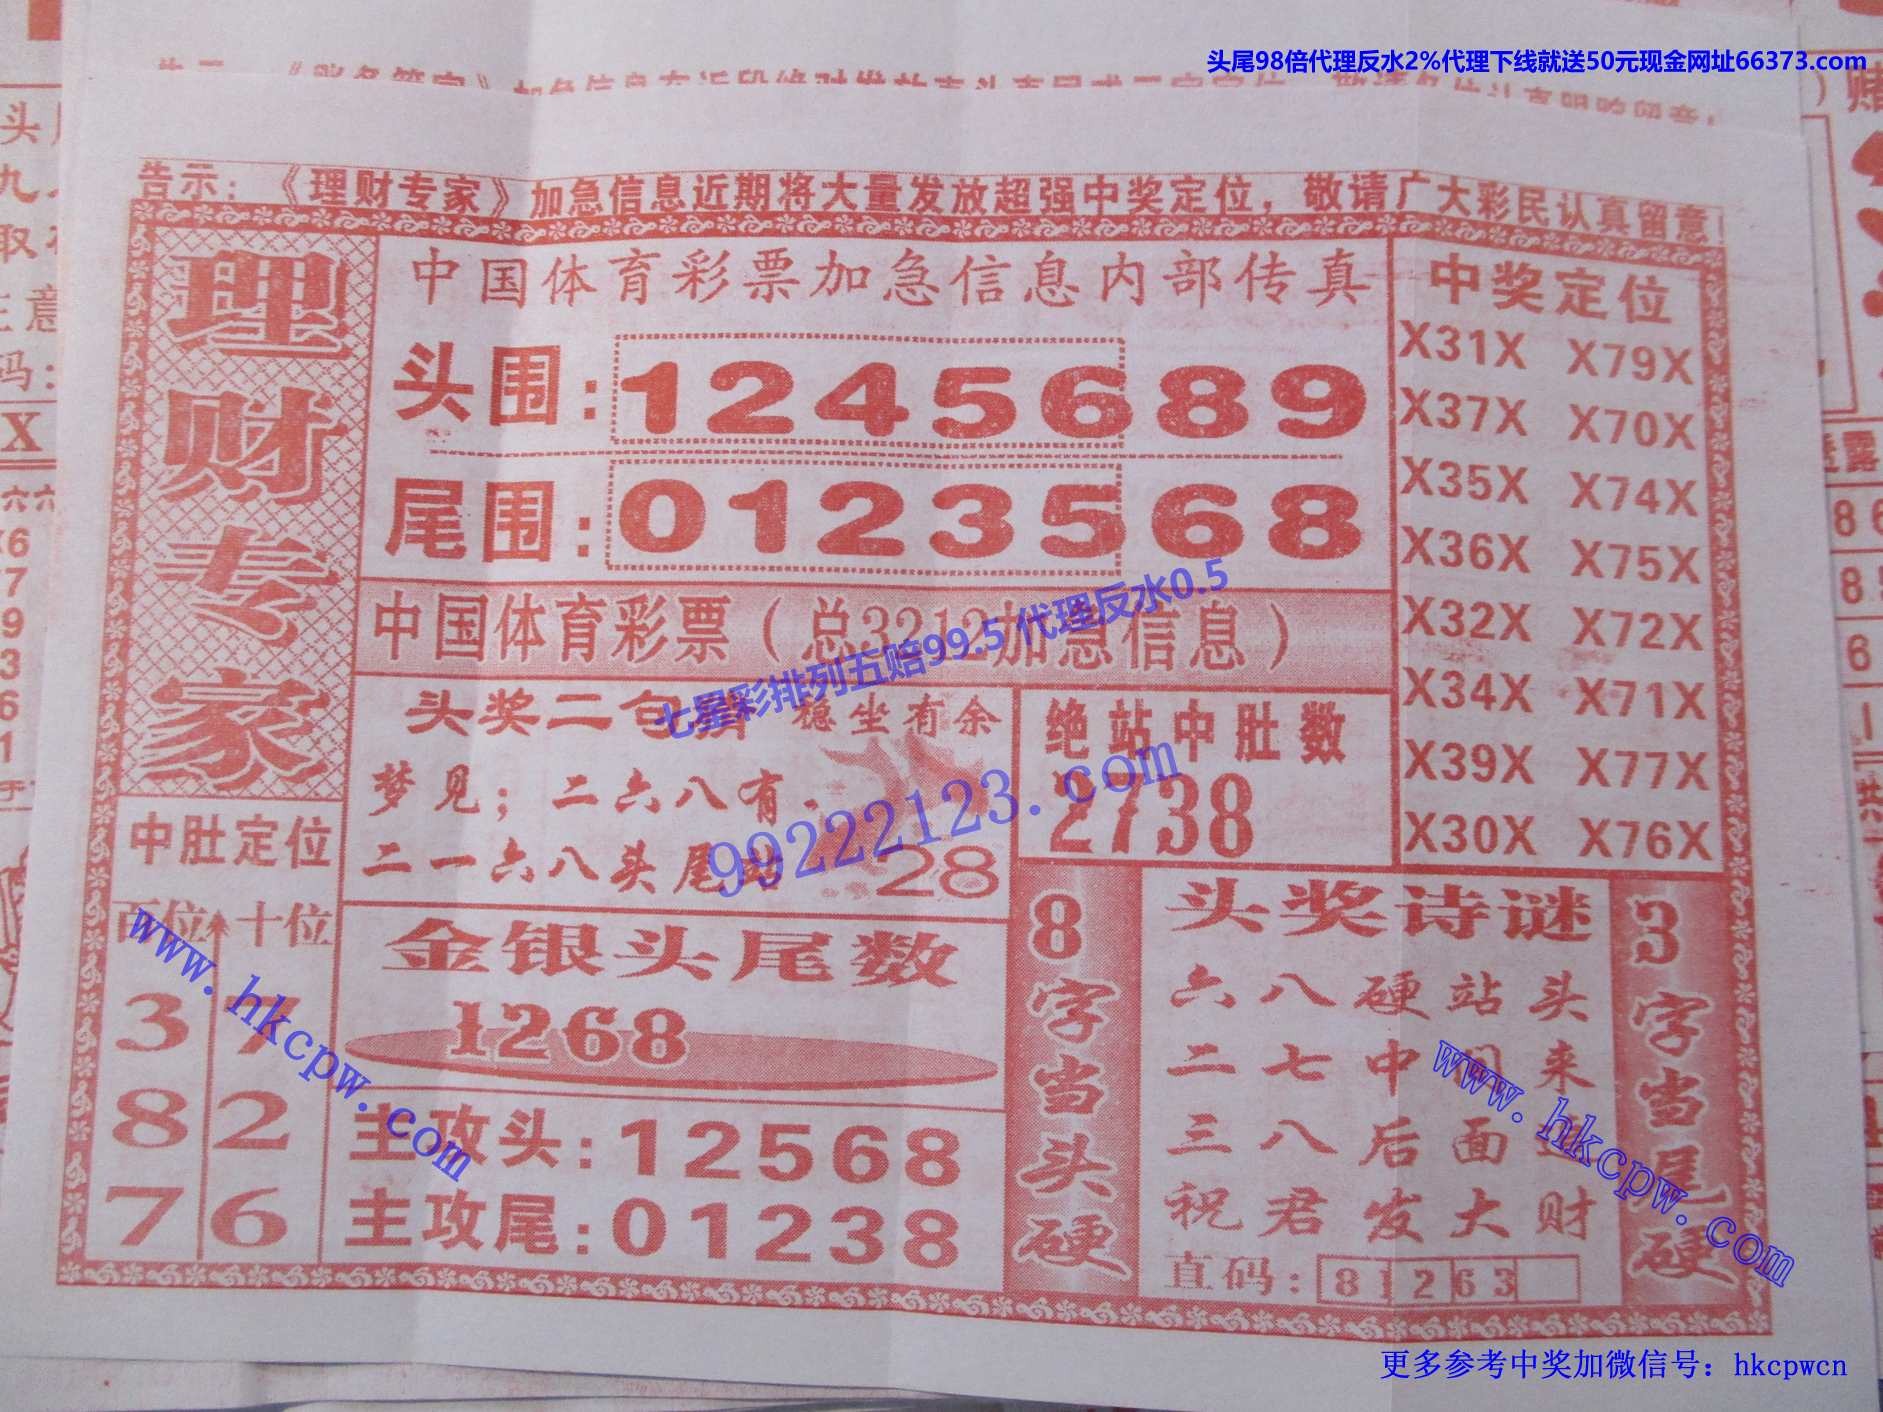 头尾98倍代理反水2%代理下线就送50元现金网址66373.com
告示：《理财专家》加急信息近期将大量发放超强中奖定位，敬请广大彩民认真留意！
理财专家
中国体育彩票加急信息内部传真
头围：1245689
尾围：0123568
中奖定位
X31X X79X
X37X X70X
X35X X74X
X36X X75X
X32X X72X
X34X X71X
X39X X77X
X30X X76X
中国体育彩票（总3212加急信息）
七星彩排列五赔99.5 代理反水0.5
头奖二包 稳坐有余
梦见；二六八有
二一六八头尾站
28
99222123.com
绝站中肚数
2738
中肚定位
百位 十位
3 7
8 2
7 6
www.hkcpw.com
金银头尾数
1268
主攻头：12568
主攻尾：01238
8字当头硬
头奖诗谜
六八硬站头
二七中间来
三八后面
祝君发大财
直码：81263
3字当尾硬
www.hkcpw.com
更多参考中奖加微信号：hkcpwcn